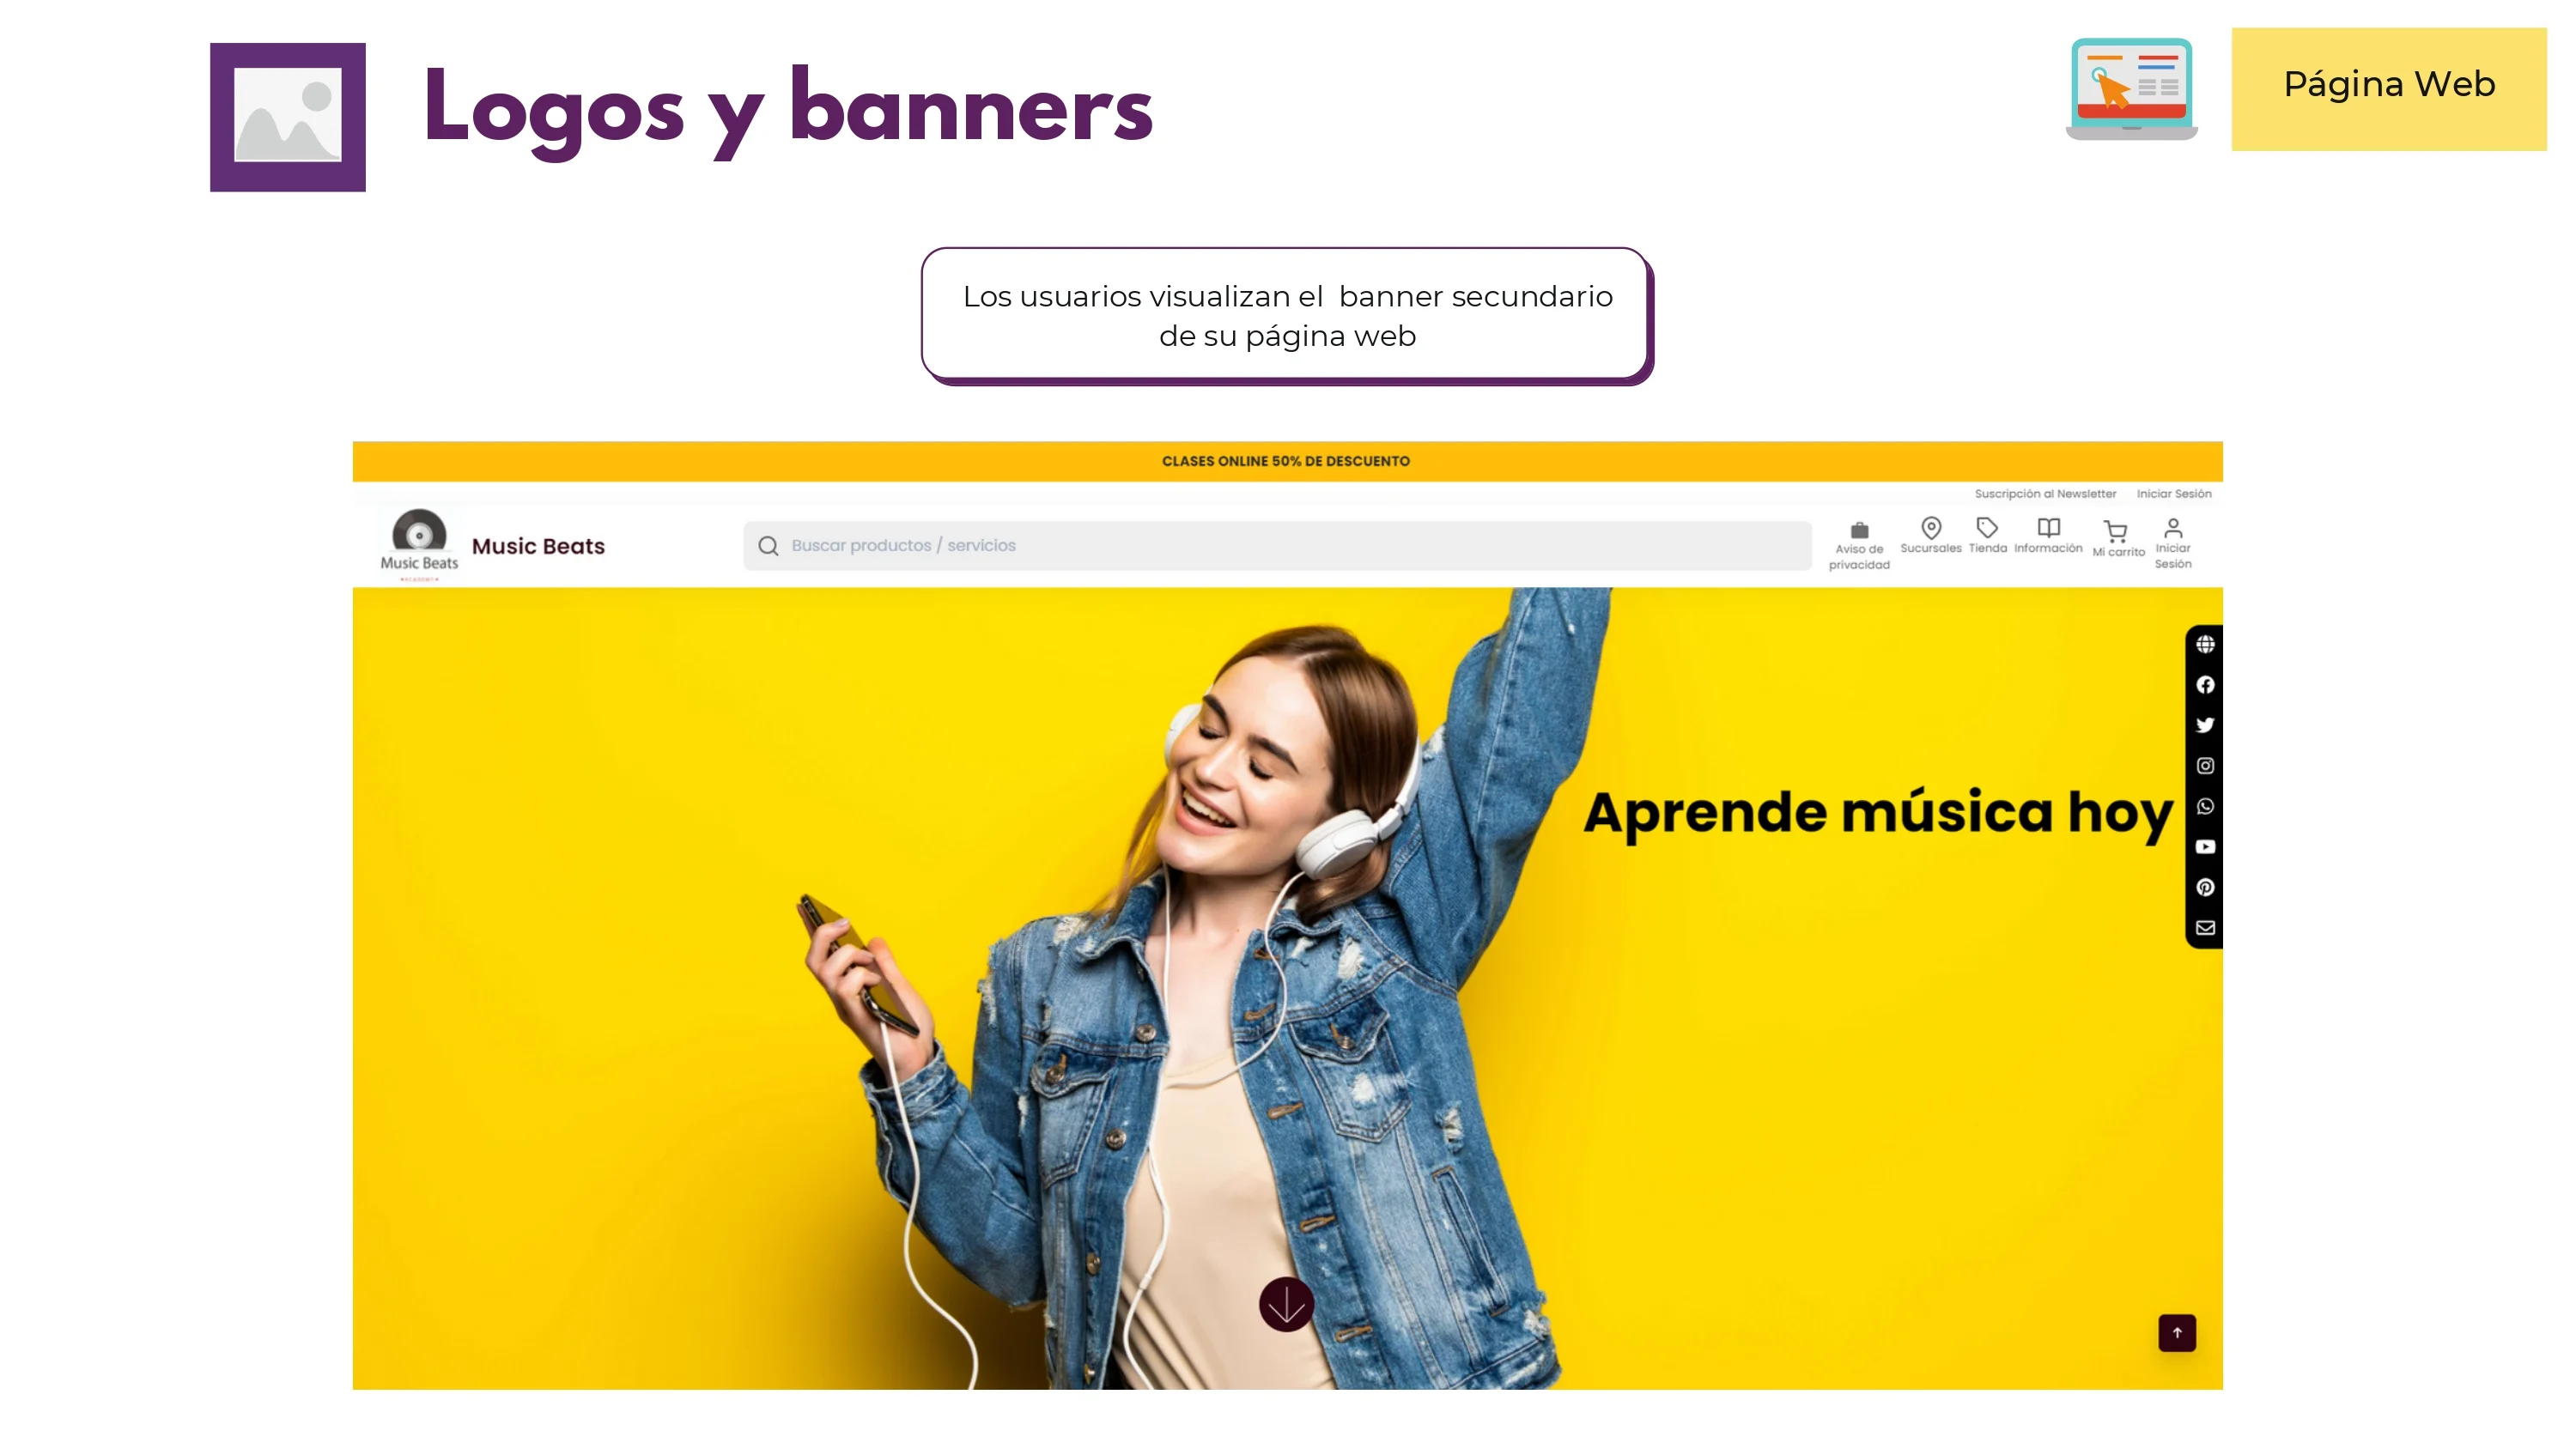 Logos y banners
Página Web
Los usuarios visualizan el banner secundario
de su página web
CLASES ONLINE 50% DE DESCUENTO
Suscripción al Newsletter
Iniciar Sesión
Music Beats
Music Beats
Buscar productos / servicios
Aviso de
privacidad
Sucursales
Tienda
Información
Mi carrito
Iniciar
Sesión
Aprende música hoy